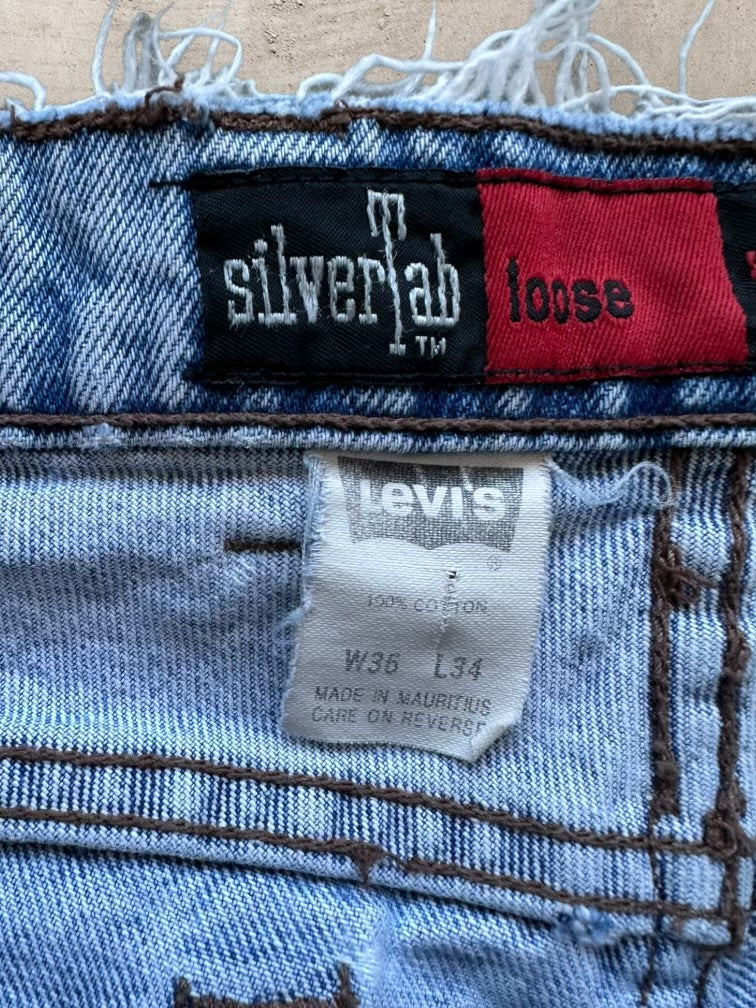 silverTab
TM
loose
Levi's
®
100% COTTON
W36 L34
MADE IN MAURITIUS
CARE ON REVERSE